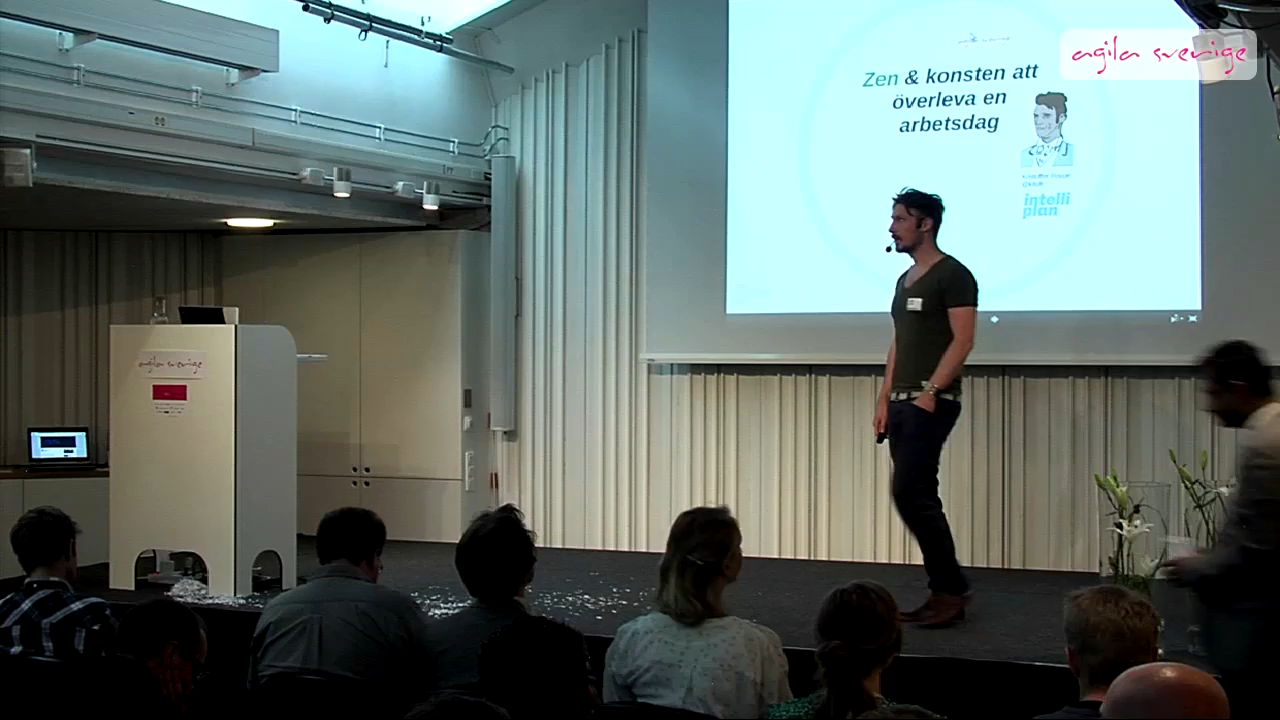 agila sverige
Zen & konsten att
överleva en
arbetsdag
intelli
plan
agila sverige